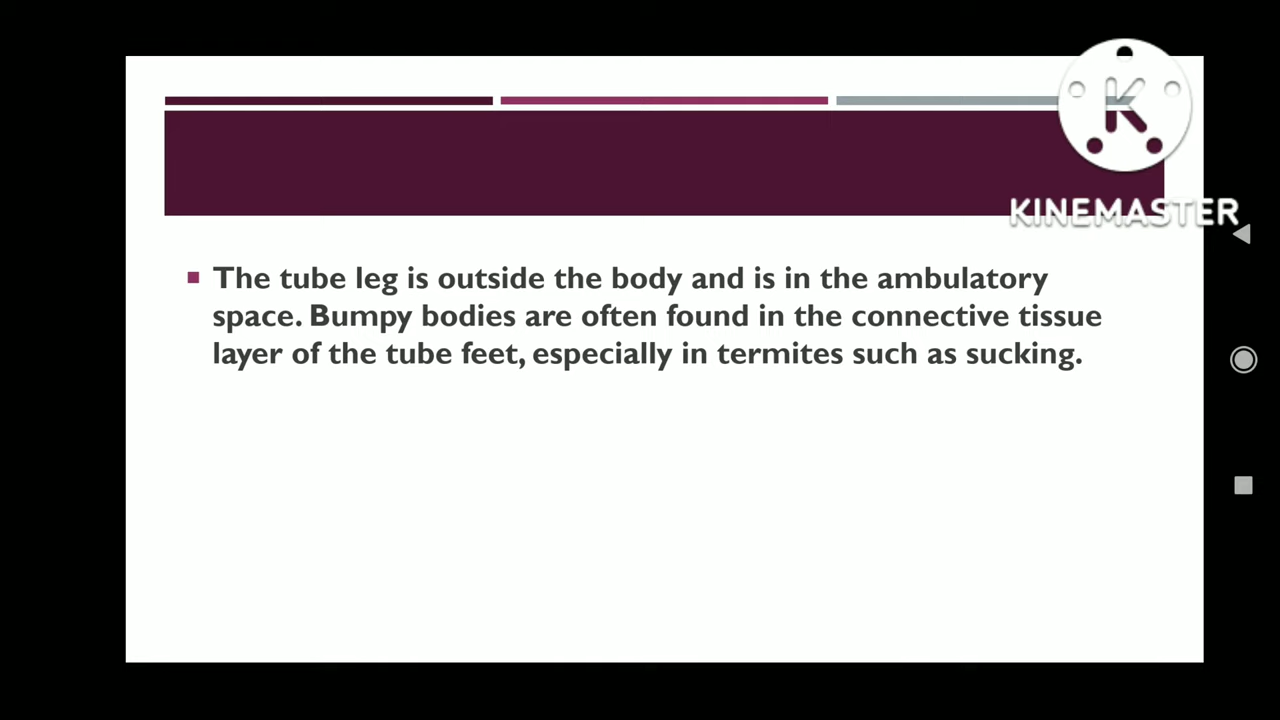 K
KINEMASTER
The tube leg is outside the body and is in the ambulatory
space. Bumpy bodies are often found in the connective tissue
layer of the tube feet, especially in termites such as sucking.